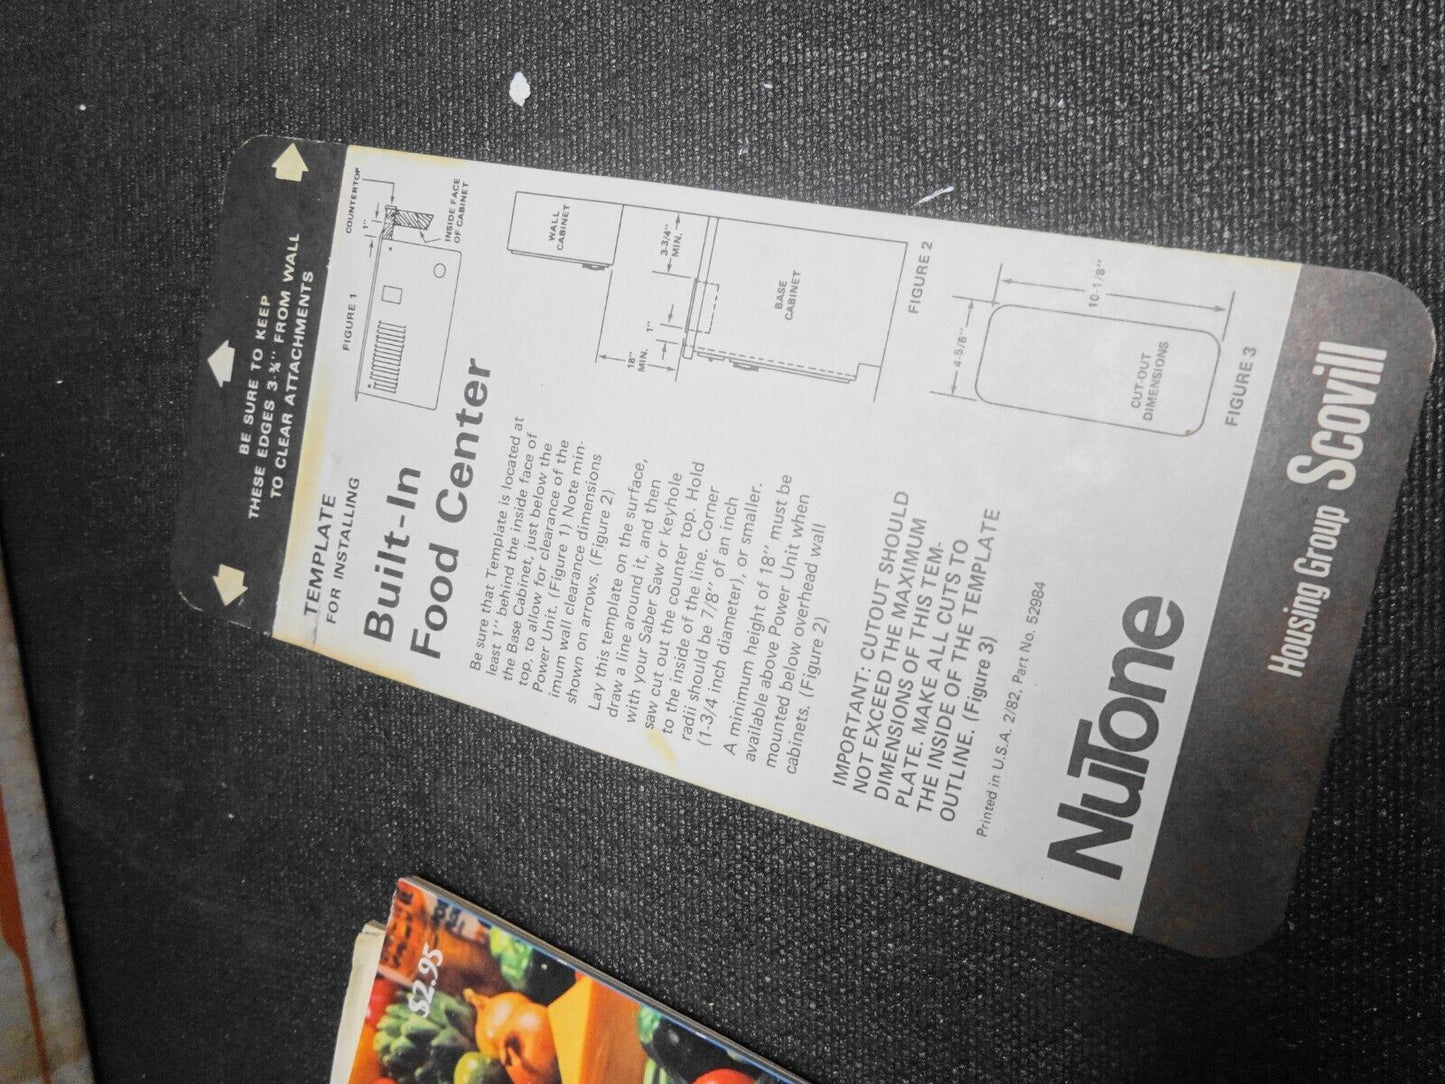 BE SURE TO KEEP
THESE EDGES 3-¾" FROM WALL
TO CLEAR ATTACHMENTS
TEMPLATE
FOR INSTALLING
Built-In
Food Center
Be sure that Template is located at
least 1'' behind the inside face of
the Base Cabinet, just below the
top, to allow for clearance of the
Power Unit. (Figure 1) Note min-
imum wall clearance dimensions
shown on arrows. (Figure 2)
Lay this template on the surface,
draw a line around it, and then
with your Saber Saw or keyhole
saw cut out the counter top. Hold
to the inside of the line. Corner
radii should be 7/8'' of an inch
(1-3/4 inch diameter), or smaller.
A minimum height of 18'' must be
available above Power Unit when
mounted below overhead wall
cabinets. (Figure 2)
IMPORTANT: CUTOUT SHOULD
NOT EXCEED THE MAXIMUM
DIMENSIONS OF THIS TEM-
PLATE. MAKE ALL CUTS TO
THE INSIDE OF THE TEMPLATE
OUTLINE. (Figure 3)
Printed in U.S.A. 2/82, Part No. 52984
NuTone
FIGURE 1
1''
COUNTERTOP
INSIDE FACE
OF CABINET
WALL
CABINET
18''
MIN.
1''
3-3/4''
MIN.
BASE
CABINET
FIGURE 2
4-5/8''
10-1/8''
CUT-OUT
DIMENSIONS
FIGURE 3
Housing Group Scovill
$2.95